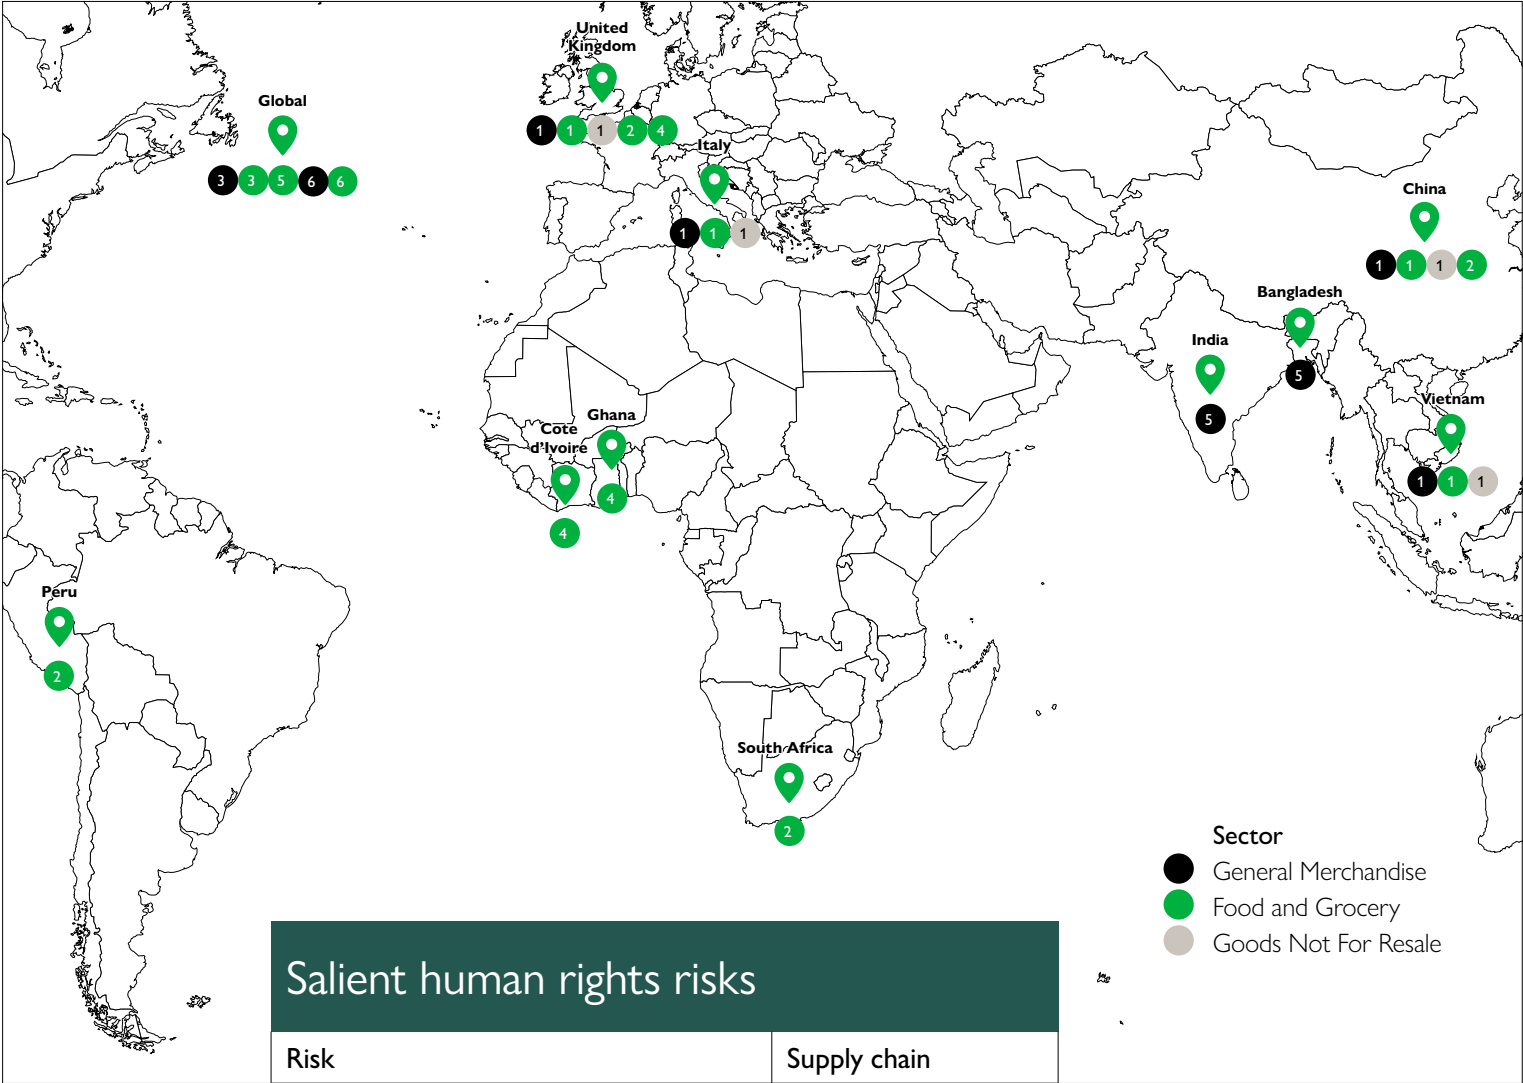 United
Kingdom
1 1 1 2 4
Global
3 3 5 6 6
Italy
1 1 1
China
1 1 1 2
Bangladesh
5
India
5
Vietnam
1 1 1
Ghana
4
Cote
d'Ivoire
4
Peru
2
South Africa
2
Sector
General Merchandise
Food and Grocery
Goods Not For Resale
Salient human rights risks
Risk
Supply chain